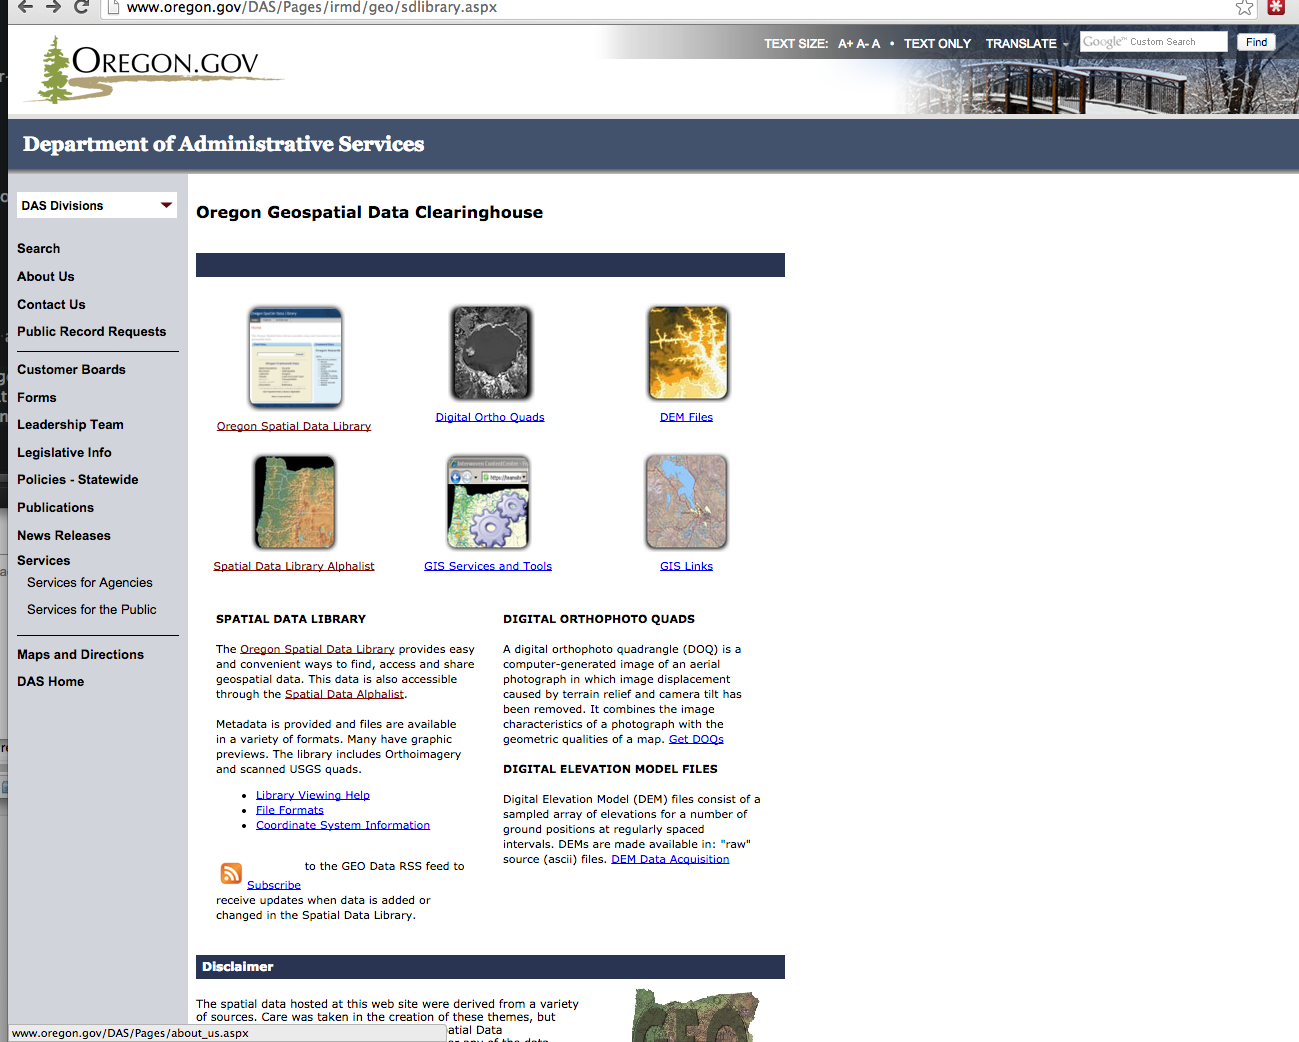 www.oregon.gov/DAS/Pages/irmd/geo/sdlibrary.aspx
TEXT SIZE: A+ A- A • TEXT ONLY TRANSLATE
Google™ Custom Search
Find
OREGON.GOV
Department of Administrative Services
DAS Divisions
Search
About Us
Contact Us
Public Record Requests
Customer Boards
Forms
Leadership Team
Legislative Info
Policies - Statewide
Publications
News Releases
Services
Services for Agencies
Services for the Public
Maps and Directions
DAS Home
Oregon Geospatial Data Clearinghouse
Oregon Spatial Data Library
Digital Ortho Quads
DEM Files
Spatial Data Library Alphalist
GIS Services and Tools
GIS Links
SPATIAL DATA LIBRARY
The Oregon Spatial Data Library provides easy
and convenient ways to find, access and share
geospatial data. This data is also accessible
through the Spatial Data Alphalist.
Metadata is provided and files are available
in a variety of formats. Many have graphic
previews. The library includes Orthoimagery
and scanned USGS quads.
• Library Viewing Help
• File Formats
• Coordinate System Information
to the GEO Data RSS feed to
Subscribe
receive updates when data is added or
changed in the Spatial Data Library.
DIGITAL ORTHOPHOTO QUADS
A digital orthophoto quadrangle (DOQ) is a
computer-generated image of an aerial
photograph in which image displacement
caused by terrain relief and camera tilt has
been removed. It combines the image
characteristics of a photograph with the
geometric qualities of a map. Get DOQs
DIGITAL ELEVATION MODEL FILES
Digital Elevation Model (DEM) files consist of a
sampled array of elevations for a number of
ground positions at regularly spaced
intervals. DEMs are made available in: "raw"
source (ascii) files. DEM Data Acquisition
Disclaimer
The spatial data hosted at this web site were derived from a variety
of sources. Care was taken in the creation of these themes, but
atial Data
any of the data
GEO
www.oregon.gov/DAS/Pages/about_us.aspx